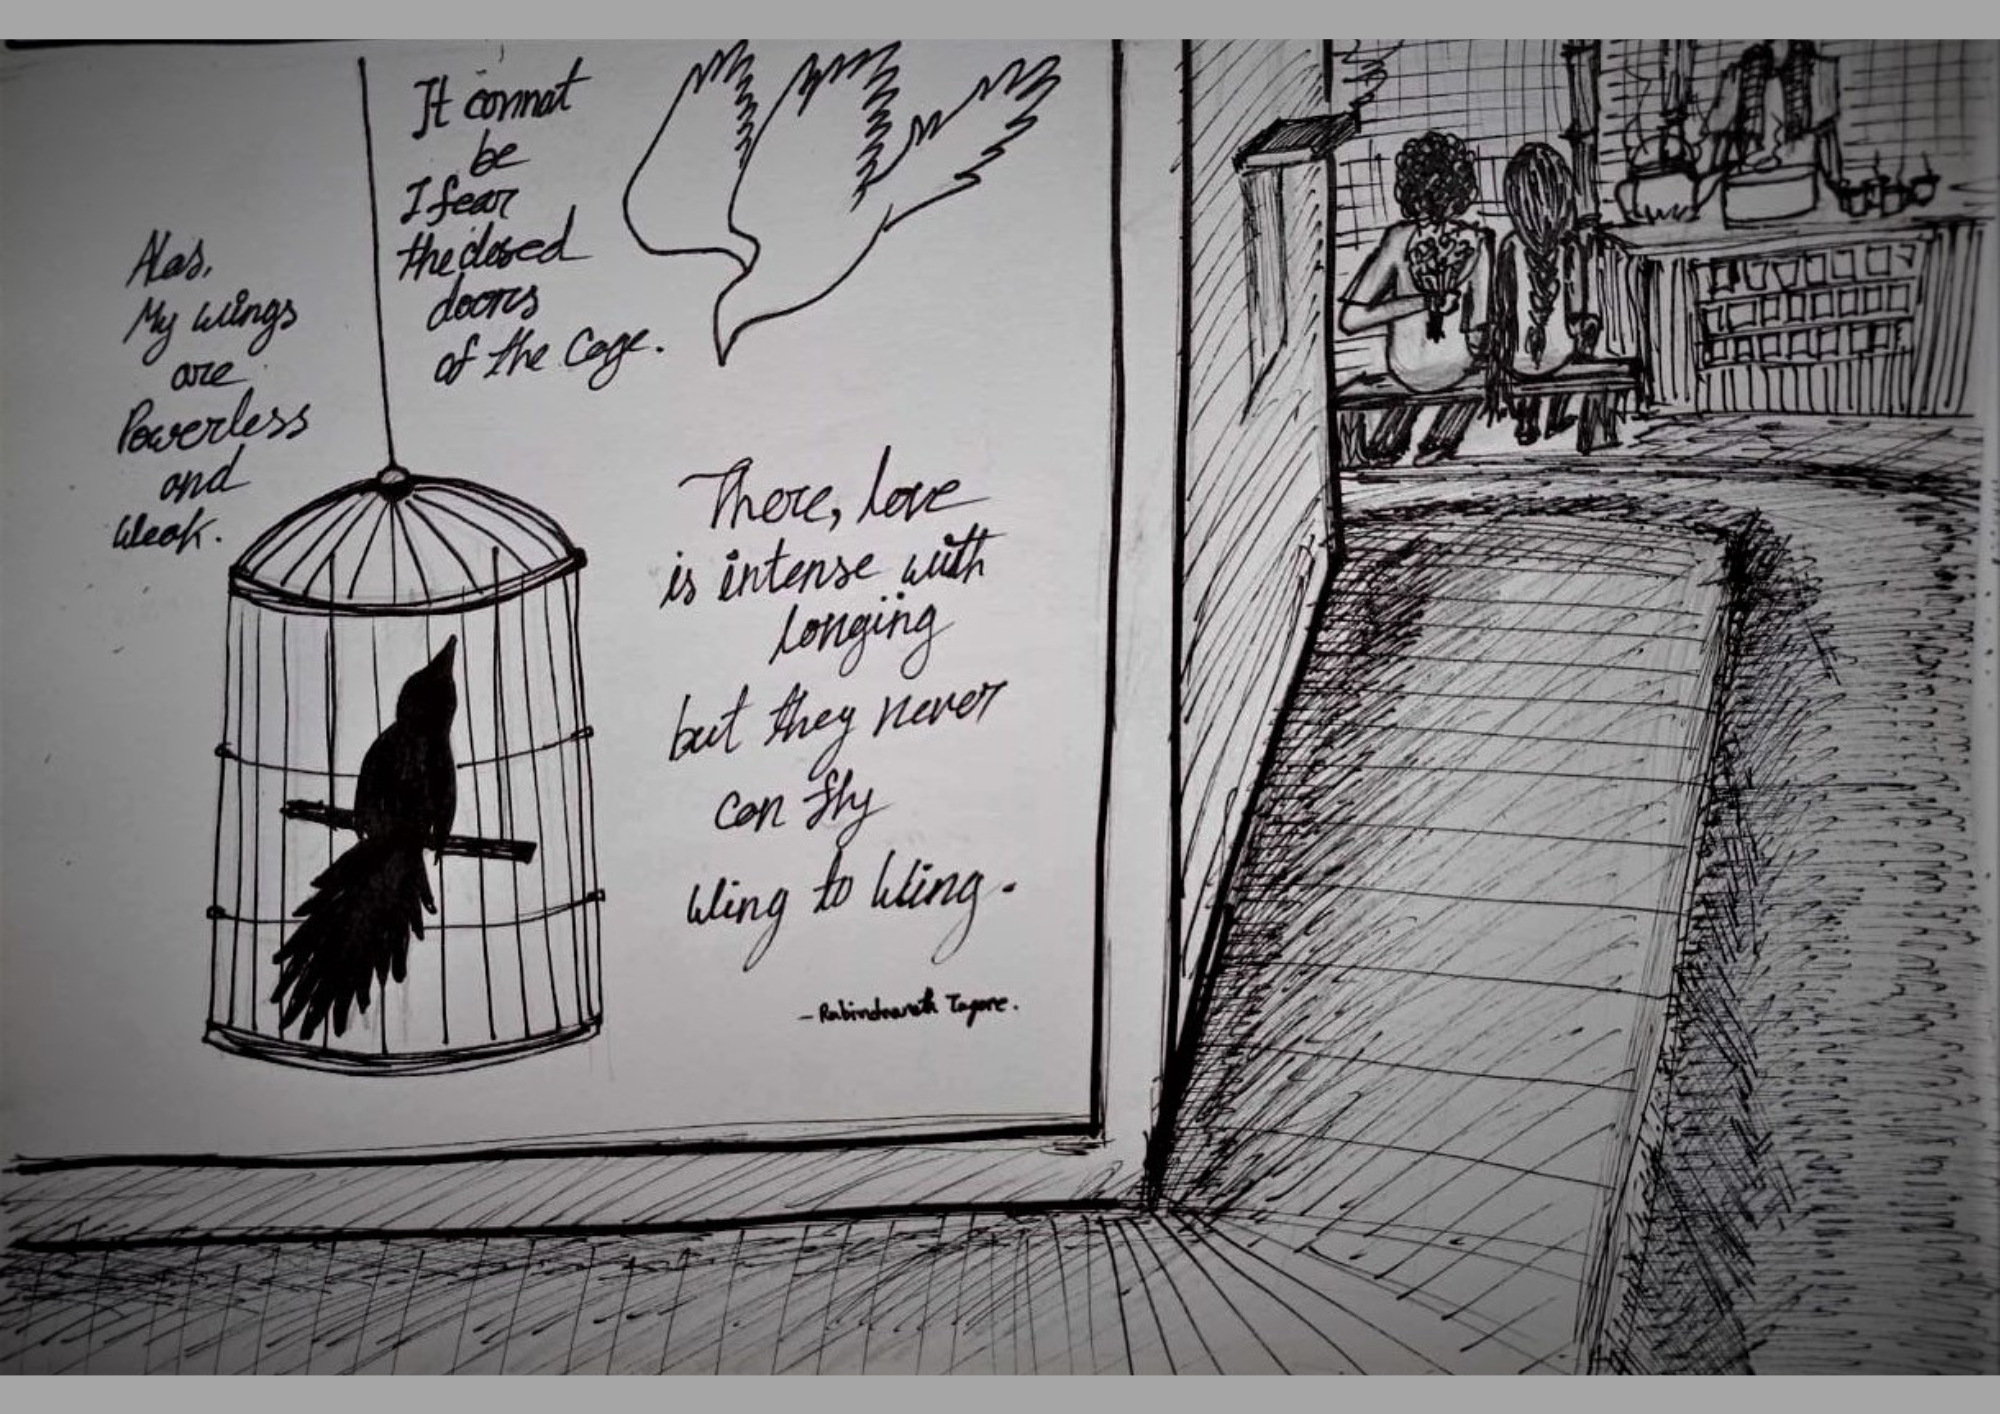 It cannot
be
I fear
the closed
doors
of the Cage.
Alas,
My wings
are
Powerless
and
Weak.
There, love
is intense with
longing
but they never
can fly
Wing to Wing.
- Rabindranath Tagore.